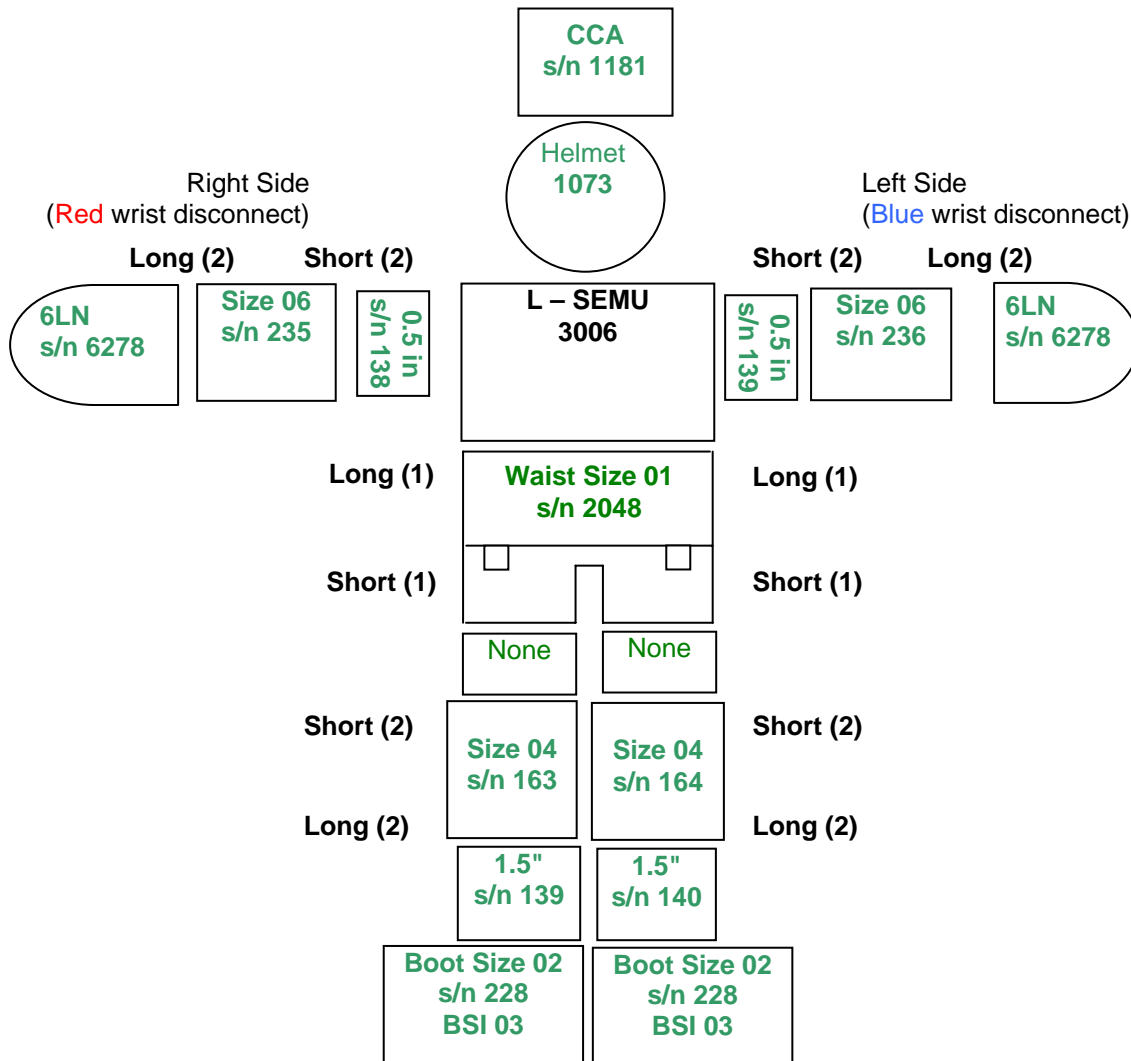 CCA
s/n 1181
Helmet
1073
Right Side
(Red wrist disconnect)
Left Side
(Blue wrist disconnect)
Long (2)
Short (2)
Short (2)
Long (2)
6LN
s/n 6278
Size 06
s/n 235
0.5 in
s/n 138
L – SEMU
3006
0.5 in
s/n 139
Size 06
s/n 236
6LN
s/n 6278
Long (1)
Waist Size 01
s/n 2048
Long (1)
Short (1)
Short (1)
None
None
Short (2)
Size 04
s/n 163
Size 04
s/n 164
Short (2)
Long (2)
Long (2)
1.5"
s/n 139
1.5"
s/n 140
Boot Size 02
s/n 228
BSI 03
Boot Size 02
s/n 228
BSI 03